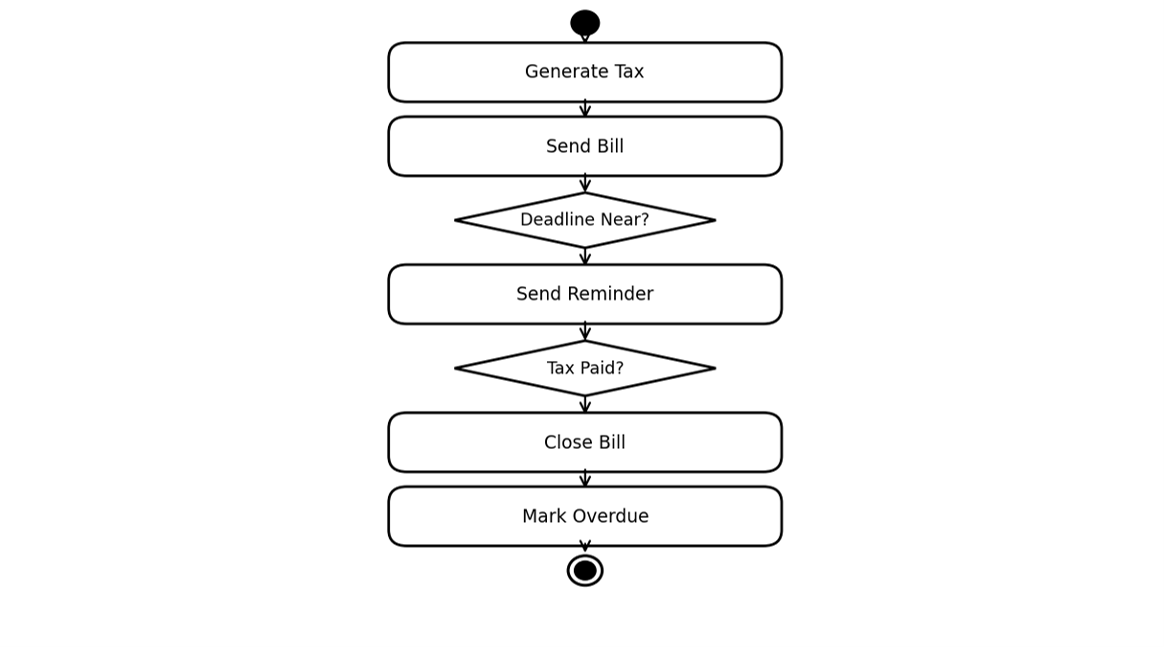 Generate Tax
Send Bill
Deadline Near?
Send Reminder
Tax Paid?
Close Bill
Mark Overdue